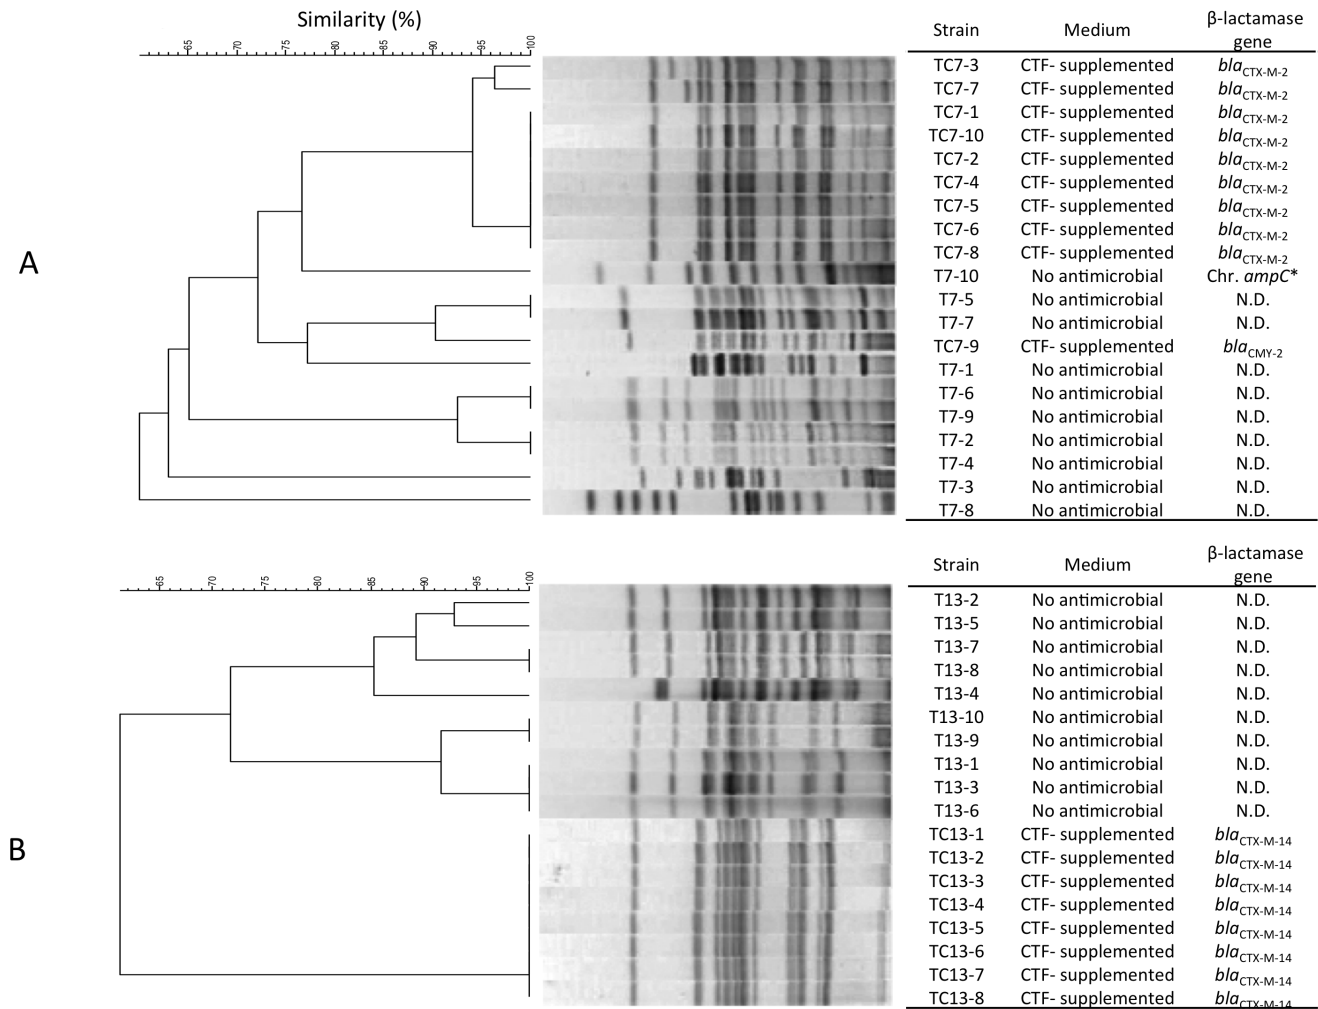 Similarity (%)
65 70 75 80 85 90 95 100
Strain Medium β-lactamase gene
TC7-3 CTF- supplemented blaCTX-M-2
TC7-7 CTF- supplemented blaCTX-M-2
TC7-1 CTF- supplemented blaCTX-M-2
TC7-10 CTF- supplemented blaCTX-M-2
TC7-2 CTF- supplemented blaCTX-M-2
TC7-4 CTF- supplemented blaCTX-M-2
TC7-5 CTF- supplemented blaCTX-M-2
TC7-6 CTF- supplemented blaCTX-M-2
TC7-8 CTF- supplemented blaCTX-M-2
A
T7-10 No antimicrobial Chr. ampC*
T7-5 No antimicrobial N.D.
T7-7 No antimicrobial N.D.
TC7-9 CTF- supplemented blaCMY-2
T7-1 No antimicrobial N.D.
T7-6 No antimicrobial N.D.
T7-9 No antimicrobial N.D.
T7-2 No antimicrobial N.D.
T7-4 No antimicrobial N.D.
T7-3 No antimicrobial N.D.
T7-8 No antimicrobial N.D.
65 70 75 80 85 90 95 100
Strain Medium β-lactamase gene
T13-2 No antimicrobial N.D.
T13-5 No antimicrobial N.D.
T13-7 No antimicrobial N.D.
T13-8 No antimicrobial N.D.
T13-4 No antimicrobial N.D.
T13-10 No antimicrobial N.D.
T13-9 No antimicrobial N.D.
T13-1 No antimicrobial N.D.
T13-3 No antimicrobial N.D.
T13-6 No antimicrobial N.D.
TC13-1 CTF- supplemented blaCTX-M-14
B
TC13-2 CTF- supplemented blaCTX-M-14
TC13-3 CTF- supplemented blaCTX-M-14
TC13-4 CTF- supplemented blaCTX-M-14
TC13-5 CTF- supplemented blaCTX-M-14
TC13-6 CTF- supplemented blaCTX-M-14
TC13-7 CTF- supplemented blaCTX-M-14
TC13-8 CTF- supplemented blaCTX-M-14